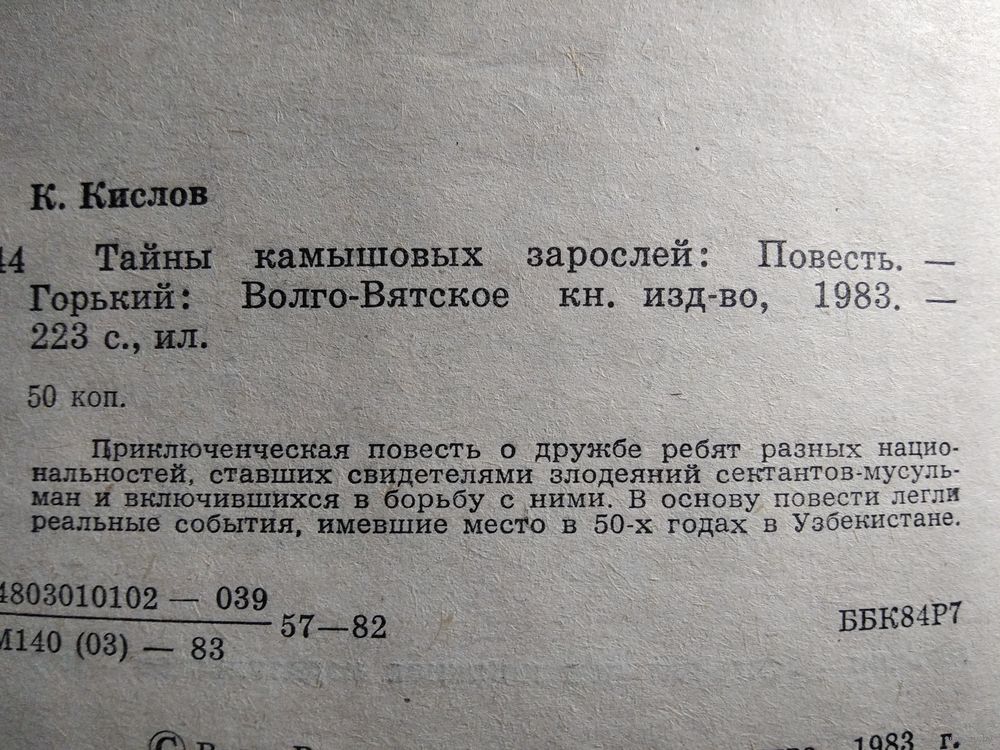 К. Кислов
44 Тайны камышовых зарослей: Повесть. —
Горький: Волго-Вятское кн. изд-во, 1983. —
223 с., ил.
50 коп.
Приключенческая повесть о дружбе ребят разных нацио-
нальностей, ставших свидетелями злодеяний сектантов-мусуль-
ман и включившихся в борьбу с ними. В основу повести легли
реальные события, имевшие место в 50-х годах в Узбекистане.
4803010102 — 039
М140 (03) — 83
57—82
ББК84Р7
© 1983 г.